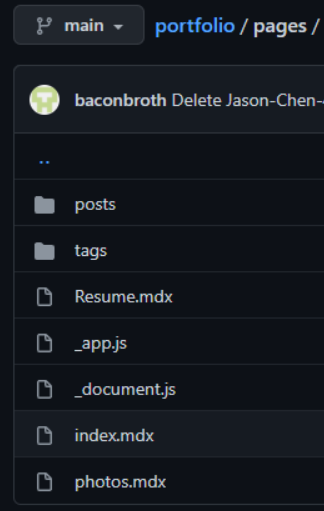 main
portfolio / pages /
baconbroth Delete Jason-Chen-
..
posts
tags
Resume.mdx
_app.js
_document.js
index.mdx
photos.mdx